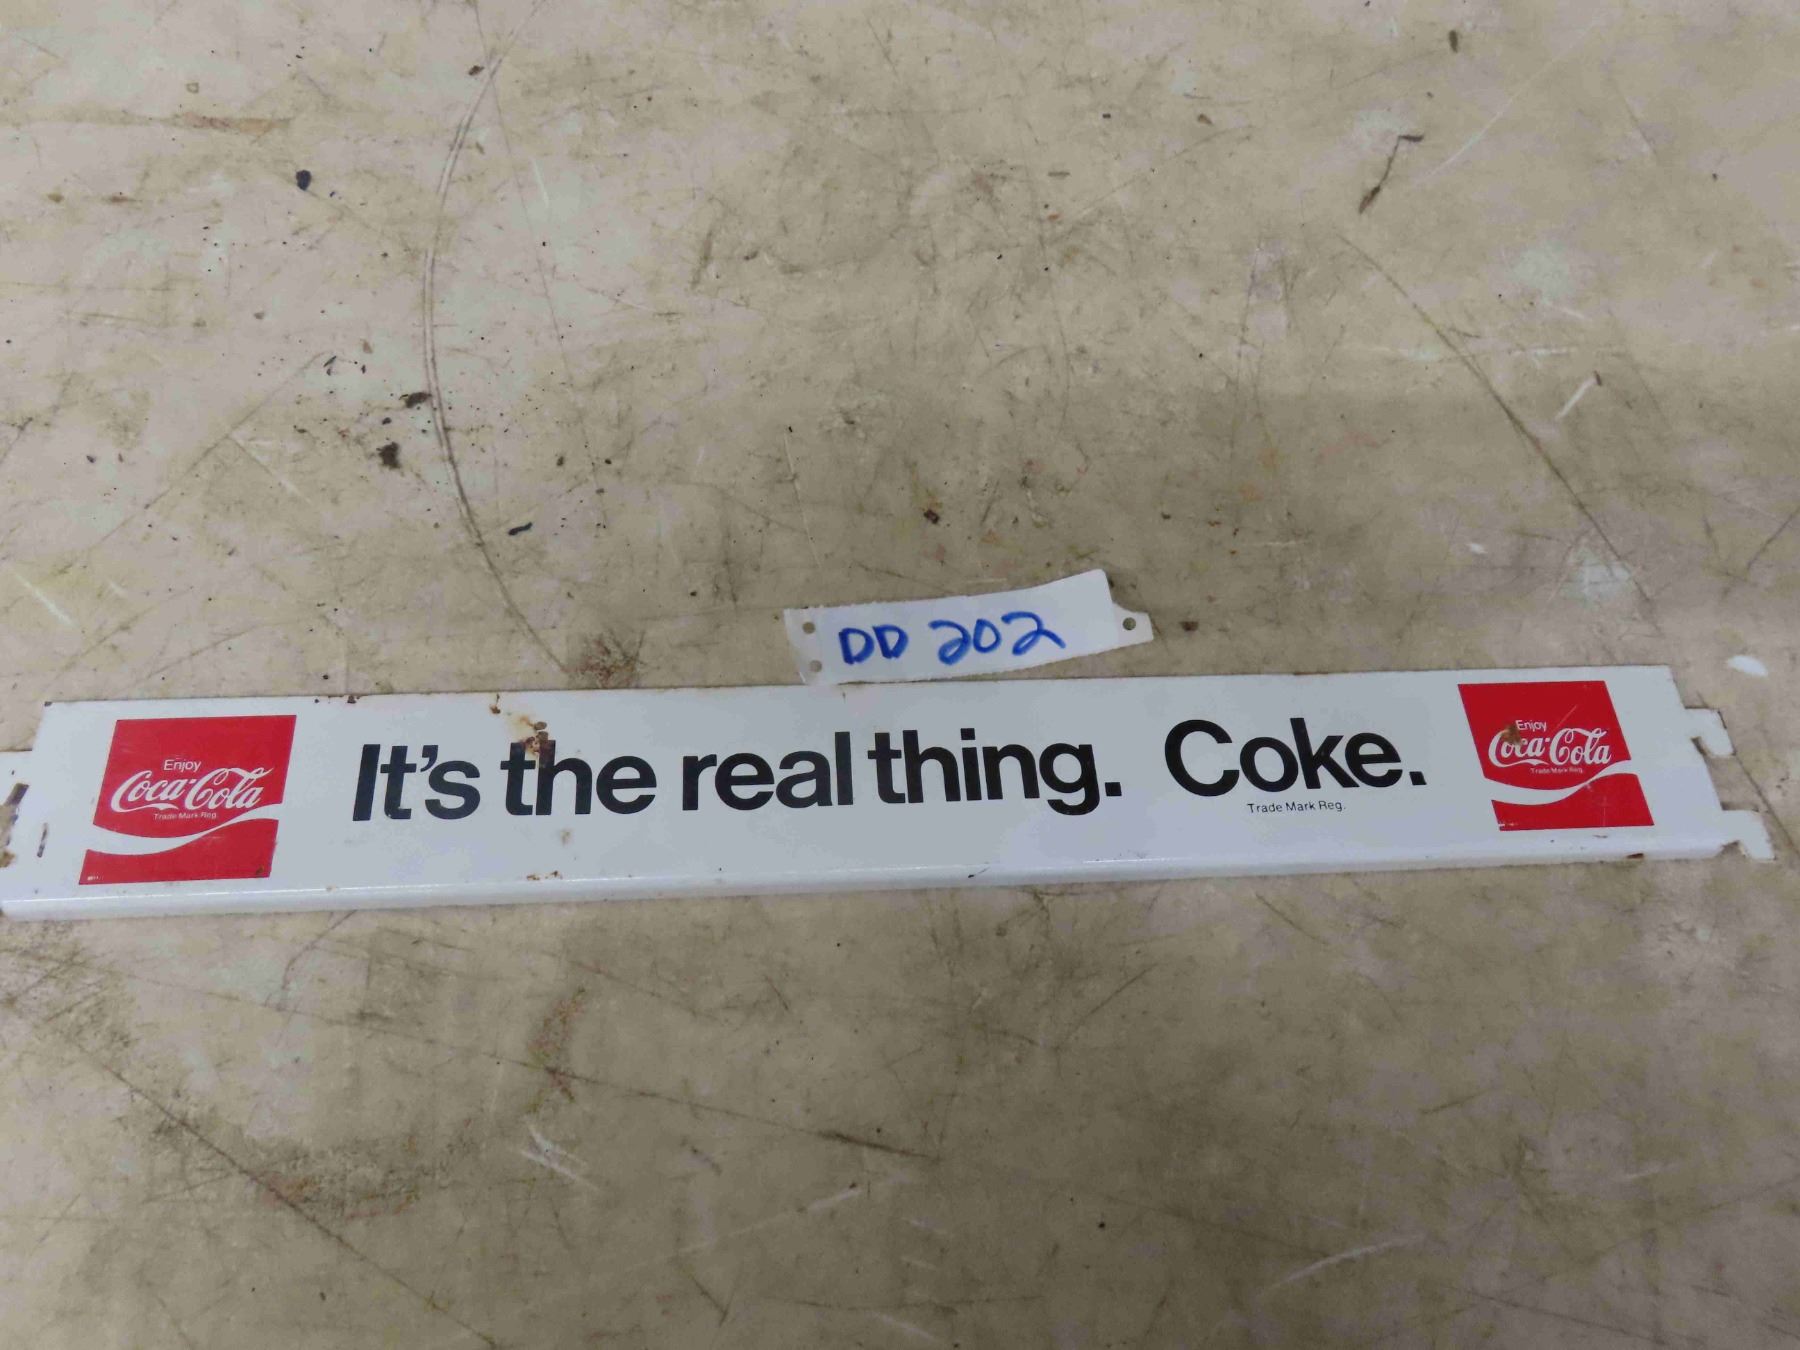 DD 202
Enjoy
Coca-Cola
Trade Mark Reg.
It's the real thing. Coke.
Trade Mark Reg.
Enjoy
Coca-Cola
Trade Mark Reg.